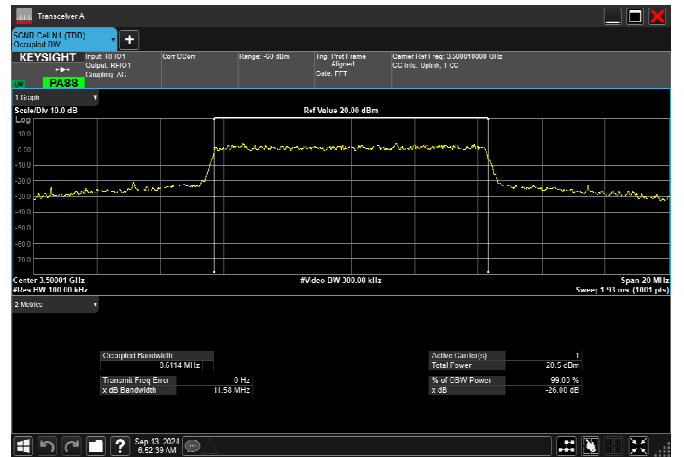 Transceiver A
5GNR Cell N1 (TDD)
Occupied BW
+
KEYSIGHT
PASS
Input: RFIO1
Output: RFIO1
Coupling: AC
Corr CCorr
Range: -60 dBm
Trig: Prot Frame
Aligned
Gate: FFT
Carrier Ref Freq: 3.500010000 GHz
CC Info: Uplink, 1 CC
1 Graph
Scale/Div 10.0 dB
Ref Value 20.00 dBm
Log
10.0
0.00
-10.0
-20.0
-30.0
-40.0
-50.0
-60.0
-70.0
Center 3.50001 GHz
#Video BW 300.00 kHz
Span 20 MHz
#Res BW 100.00 kHz
Sweep 1.93 ms (1001 pts)
2 Metrics
Occupied Bandwidth
8.6114 MHz
Transmit Freq Error
0 Hz
x dB Bandwidth
11.58 MHz
Active Carrier(s)
1
Total Power
20.5 dBm
% of OBW Power
99.00 %
x dB
-26.00 dB
?
Sep 13, 2024
6:52:39 AM